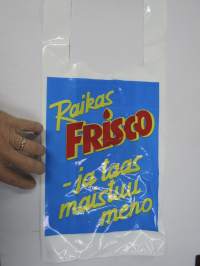 Raikas
FRISCO
- ja taas
maistuu
meno.